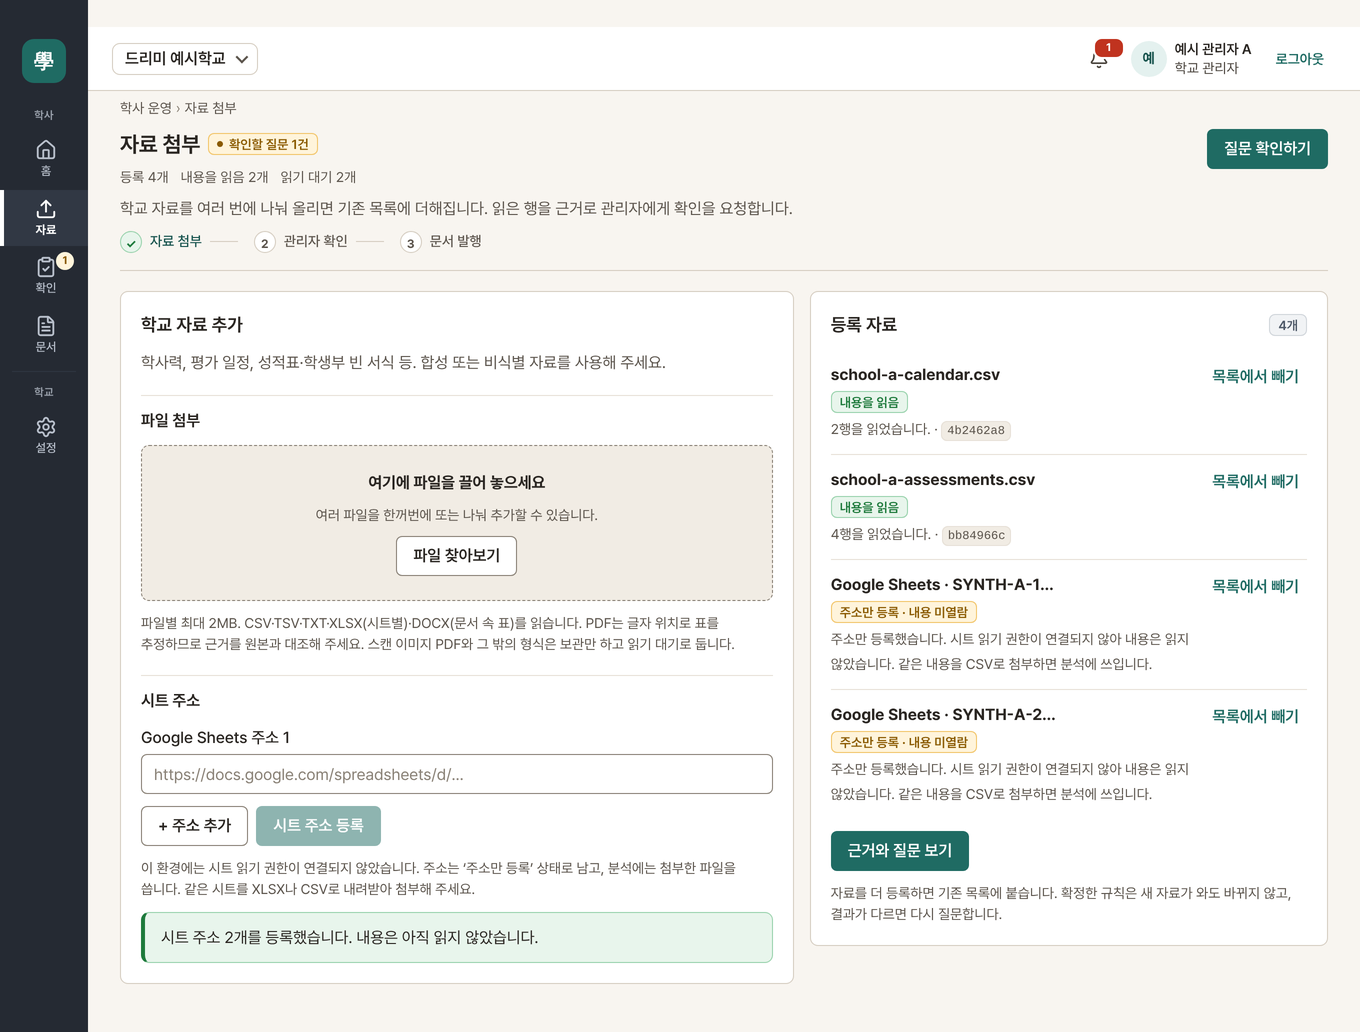 學
학사
홈
자료
확인
1
문서
학교
설정
드리미 예시학교
1
예
예시 관리자 A
학교 관리자
로그아웃
학사 운영 › 자료 첨부
자료 첨부
확인할 질문 1건
질문 확인하기
등록 4개 내용을 읽음 2개 읽기 대기 2개
학교 자료를 여러 번에 나눠 올리면 기존 목록에 더해집니다. 읽은 행을 근거로 관리자에게 확인을 요청합니다.
자료 첨부 2 관리자 확인 3 문서 발행
학교 자료 추가
학사력, 평가 일정, 성적표·학생부 빈 서식 등. 합성 또는 비식별 자료를 사용해 주세요.
파일 첨부
여기에 파일을 끌어 놓으세요
여러 파일을 한꺼번에 또는 나눠 추가할 수 있습니다.
파일 찾아보기
파일별 최대 2MB. CSV·TSV·TXT·XLSX(시트별)·DOCX(문서 속 표)를 읽습니다. PDF는 글자 위치로 표를
추정하므로 근거를 원본과 대조해 주세요. 스캔 이미지 PDF와 그 밖의 형식은 보관만 하고 읽기 대기로 둡니다.
시트 주소
Google Sheets 주소 1
https://docs.google.com/spreadsheets/d/...
+ 주소 추가
시트 주소 등록
이 환경에는 시트 읽기 권한이 연결되지 않았습니다. 주소는 ‘주소만 등록’ 상태로 남고, 분석에는 첨부한 파일을
씁니다. 같은 시트를 XLSX나 CSV로 내려받아 첨부해 주세요.
시트 주소 2개를 등록했습니다. 내용은 아직 읽지 않았습니다.
등록 자료
4개
school-a-calendar.csv
목록에서 빼기
내용을 읽음
2행을 읽었습니다. · 4b2462a8
school-a-assessments.csv
목록에서 빼기
내용을 읽음
4행을 읽었습니다. · bb84966c
Google Sheets · SYNTH-A-1...
목록에서 빼기
주소만 등록 · 내용 미열람
주소만 등록했습니다. 시트 읽기 권한이 연결되지 않아 내용은 읽지
않았습니다. 같은 내용을 CSV로 첨부하면 분석에 쓰입니다.
Google Sheets · SYNTH-A-2...
목록에서 빼기
주소만 등록 · 내용 미열람
주소만 등록했습니다. 시트 읽기 권한이 연결되지 않아 내용은 읽지
않았습니다. 같은 내용을 CSV로 첨부하면 분석에 쓰입니다.
근거와 질문 보기
자료를 더 등록하면 기존 목록에 붙습니다. 확정한 규칙은 새 자료가 와도 바뀌지 않고,
결과가 다르면 다시 질문합니다.